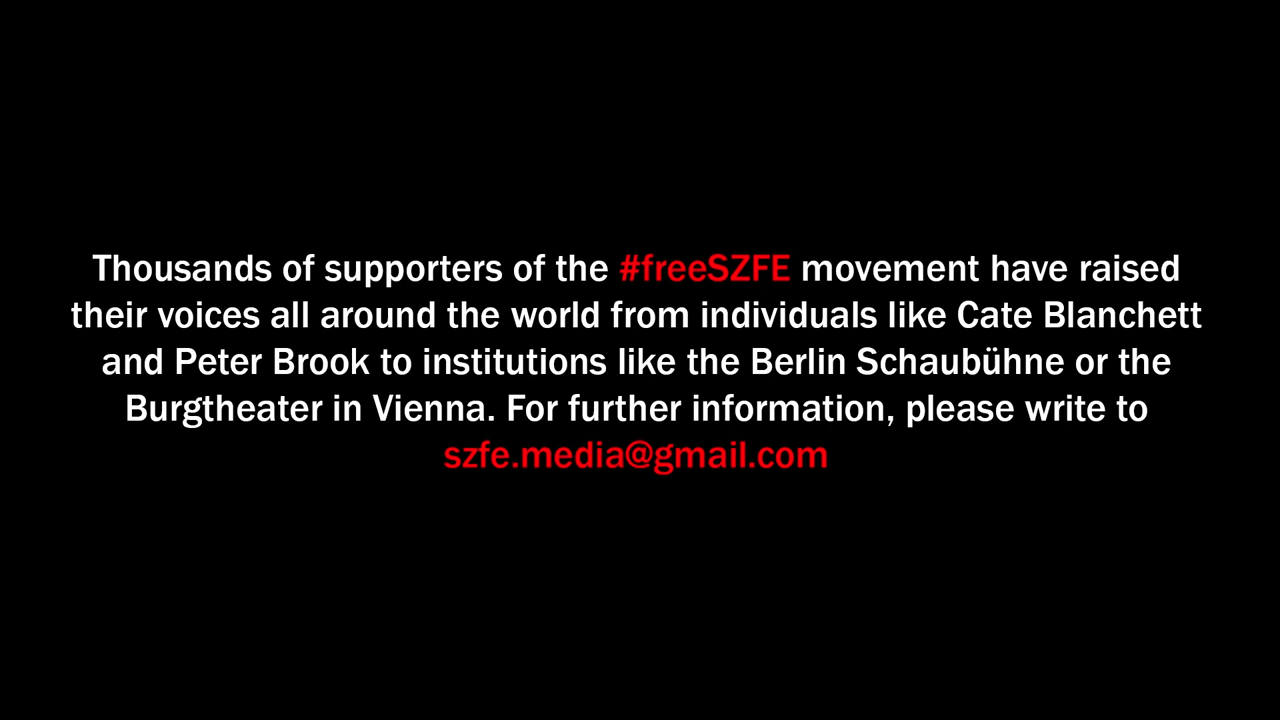 Thousands of supporters of the #freeSZFE movement have raised
their voices all around the world from individuals like Cate Blanchett
and Peter Brook to institutions like the Berlin Schaubühne or the
Burgtheater in Vienna. For further information, please write to
szfe.media@gmail.com